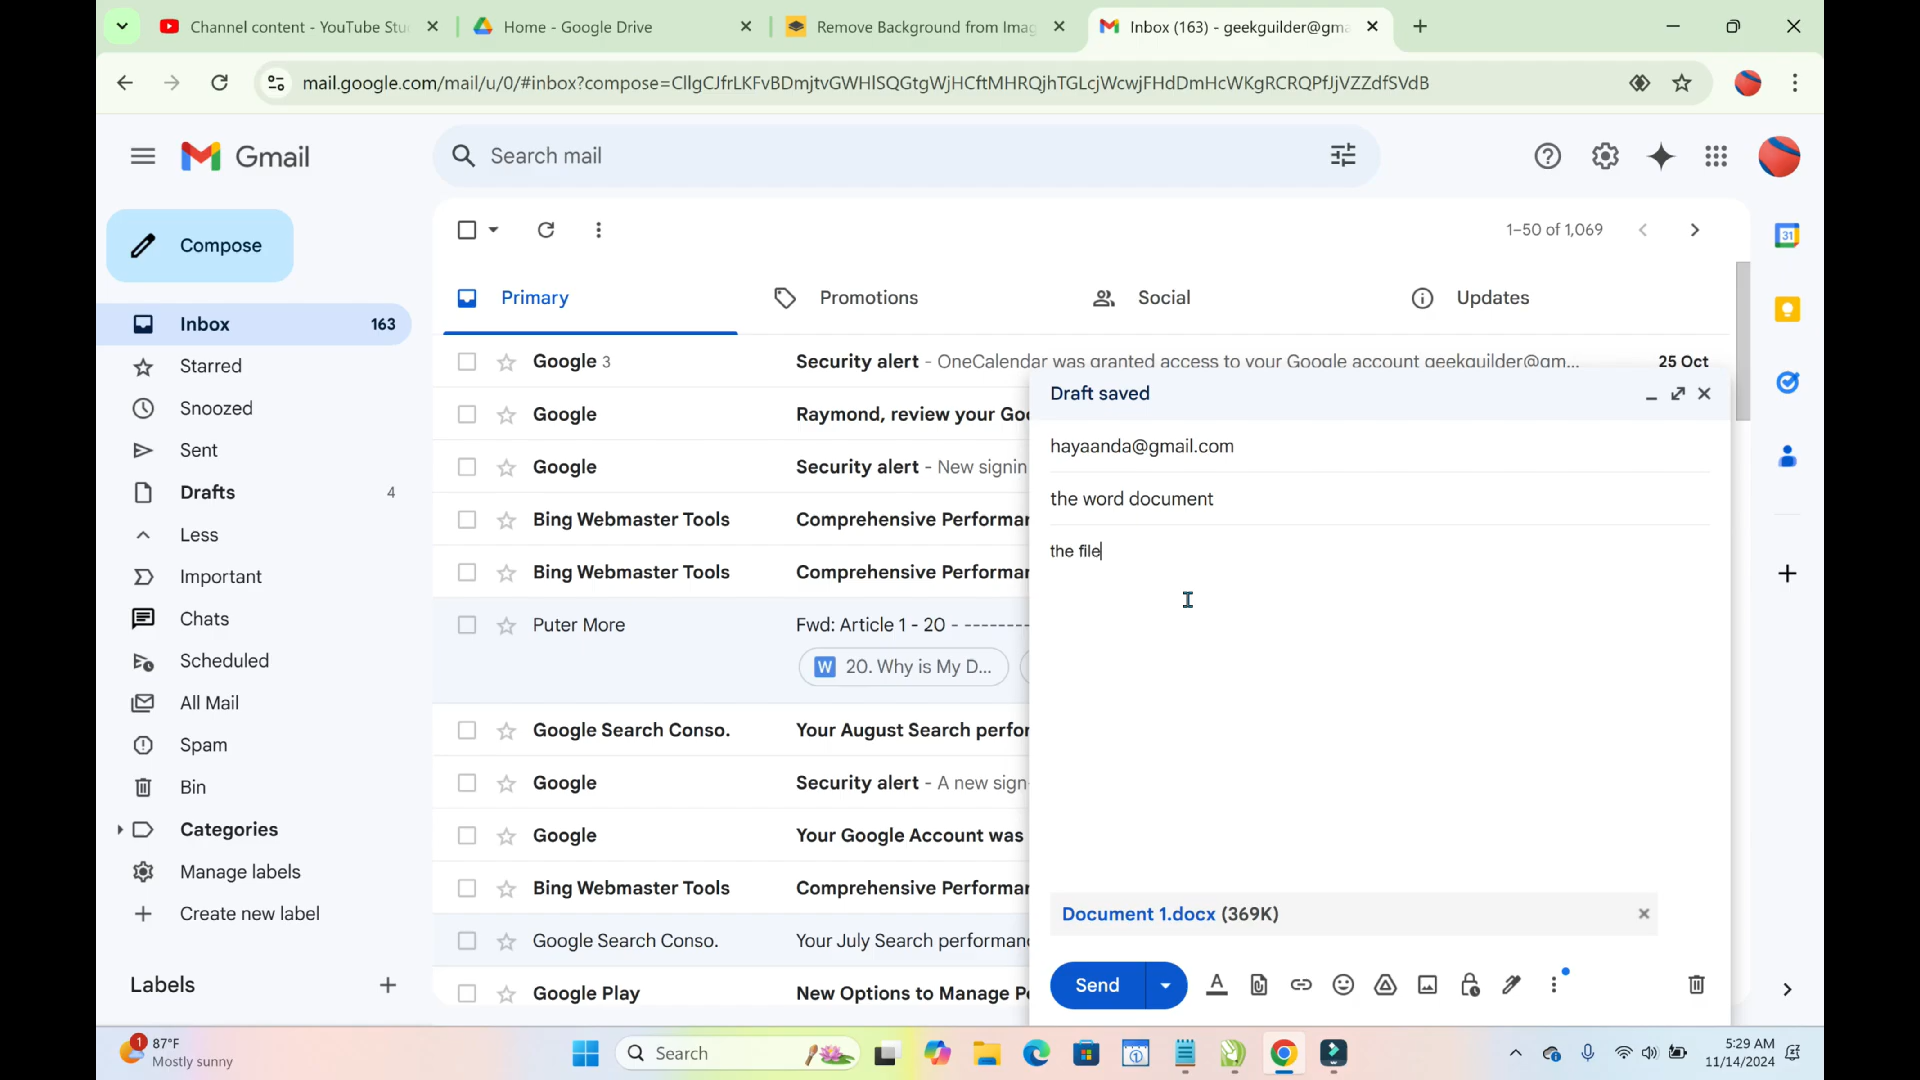 Channel content - YouTube Stu
Home - Google Drive
Remove Background from Imag
Inbox (163) - geekguilder@gma
mail.google.com/mail/u/0/#inbox?compose=CllgCJfrLKFvBDmjtvGWHlSQGtgWjHCftMHRQjhTGLcjWcwjFHdDmHcWKgRCRQPfJjVZZdfSVdB
Gmail
Search mail
Compose
1–50 of 1,069
Primary
Promotions
Social
Updates
Inbox 163
Starred
Snoozed
Sent
Drafts 4
Less
Important
Chats
Scheduled
All Mail
Spam
Bin
Categories
Manage labels
Create new label
Labels
Google 3 Security alert - OneCalendar was granted access to your Google account geekguilder@gm... 25 Oct
Google Raymond, review your Goo
Google Security alert - New signin
Bing Webmaster Tools Comprehensive Performan
Bing Webmaster Tools Comprehensive Performan
Puter More Fwd: Article 1 - 20 - --------
W 20. Why is My D...
Google Search Conso. Your August Search perfor
Google Security alert - A new sign-
Google Your Google Account was
Bing Webmaster Tools Comprehensive Performa
Google Search Conso. Your July Search performand
Google Play New Options to Manage Pe
Draft saved
hayaanda@gmail.com
the word document
the file
Document 1.docx (369K)
Send
31
1
87°F
Mostly sunny
Search
5:29 AM
11/14/2024